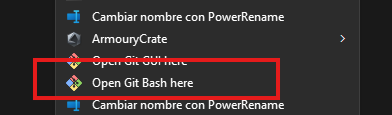 Cambiar nombre con PowerRename
ArmouryCrate
Open Git GUI here
Open Git Bash here
Cambiar nombre con PowerRename